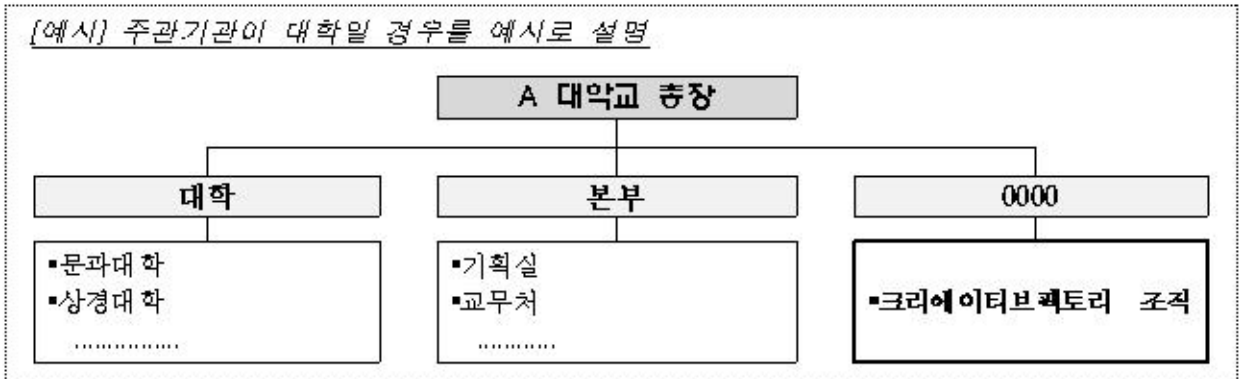 [예시] 주관기관이 대학일 경우를 예시로 설명
A 대학교 총장
대학
본부
0000
▪문과대학
▪상경대학
...............
▪기획실
▪교무처
...........
▪크리에이티브팩토리 조직